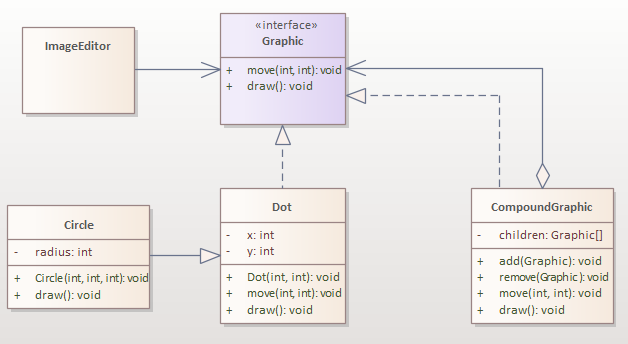 ImageEditor
«interface»
Graphic
+ move(int, int): void
+ draw(): void
Circle
- radius: int
+ Circle(int, int, int): void
+ draw(): void
Dot
- x: int
- y: int
+ Dot(int, int): void
+ move(int, int): void
+ draw(): void
CompoundGraphic
- children: Graphic[]
+ add(Graphic): void
+ remove(Graphic): void
+ move(int, int): void
+ draw(): void